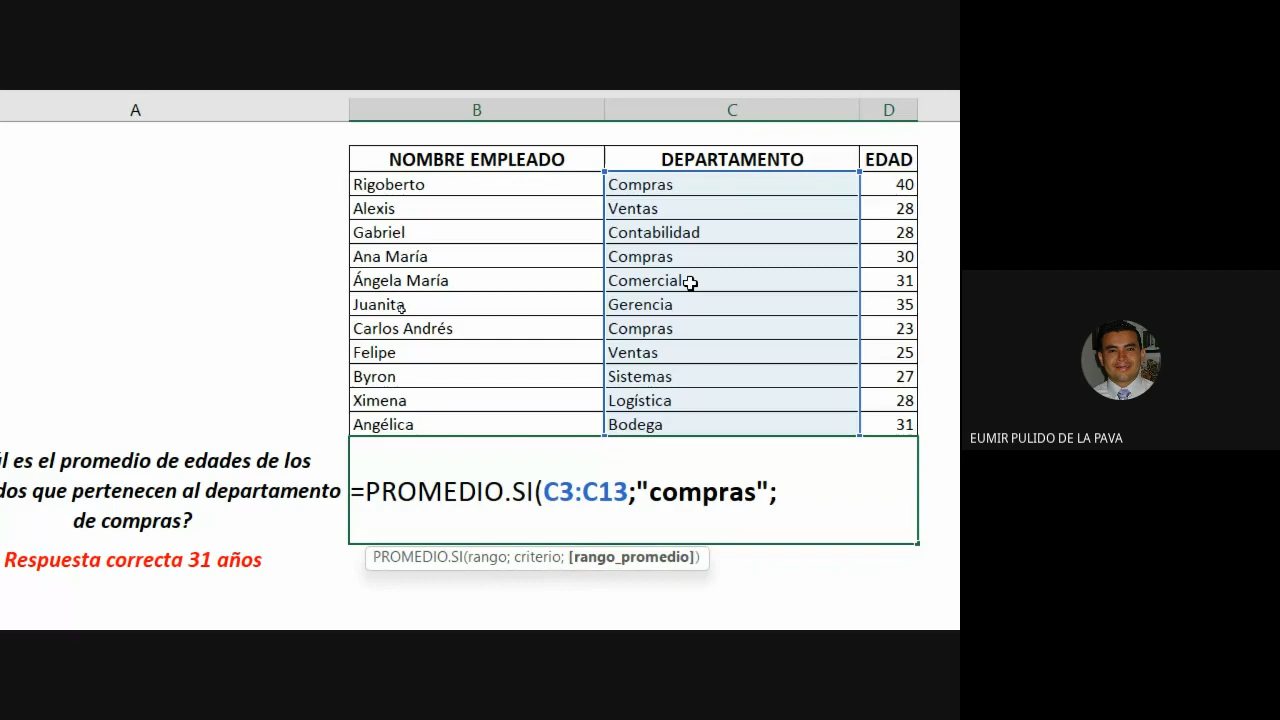 A B C D
NOMBRE EMPLEADO DEPARTAMENTO EDAD
Rigoberto Compras 40
Alexis Ventas 28
Gabriel Contabilidad 28
Ana María Compras 30
Ángela María Comercial 31
Juanita Gerencia 35
Carlos Andrés Compras 23
Felipe Ventas 25
Byron Sistemas 27
Ximena Logística 28
Angélica Bodega 31
es el promedio de edades de los
que pertenecen al departamento
de compras?
Respuesta correcta 31 años
=PROMEDIO.SI(C3:C13;"compras";
PROMEDIO.SI(rango; criterio; [rango_promedio])
EUMIR PULIDO DE LA PAVA